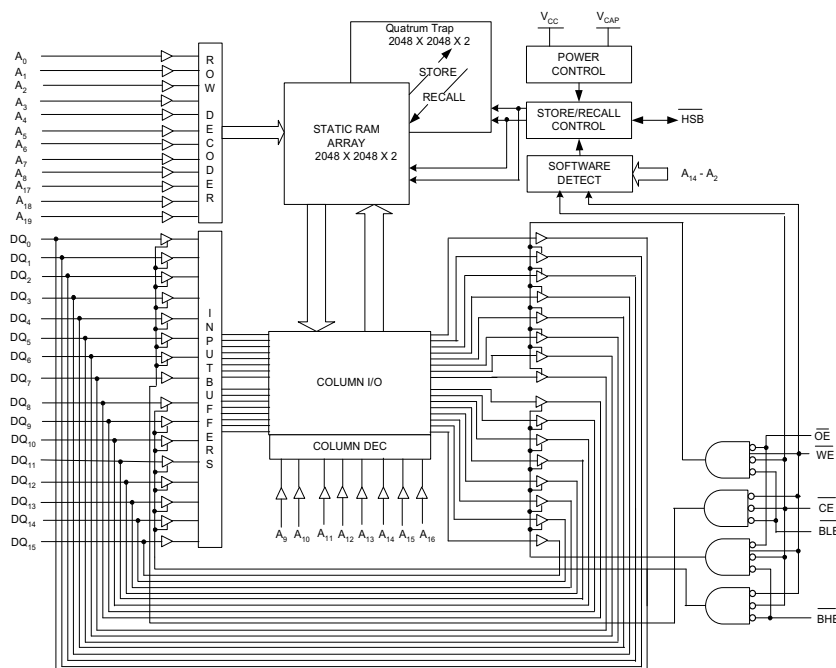 V_CC
V_CAP
Quatrum Trap
2048 X 2048 X 2
STORE
RECALL
POWER
CONTROL
STORE/RECALL
CONTROL
HSB
SOFTWARE
DETECT
A_14 - A_2
STATIC RAM
ARRAY
2048 X 2048 X 2
A_0
A_1
A_2
A_3
A_4
A_5
A_6
A_7
A_8
A_17
A_18
A_19
ROW DECODER
DQ_0
DQ_1
DQ_2
DQ_3
DQ_4
DQ_5
DQ_6
DQ_7
DQ_8
DQ_9
DQ_10
DQ_11
DQ_12
DQ_13
DQ_14
DQ_15
INPUT BUFFERS
COLUMN I/O
COLUMN DEC
A_9
A_10
A_11
A_12
A_13
A_14
A_15
A_16
OE
WE
CE
BLE
BHE